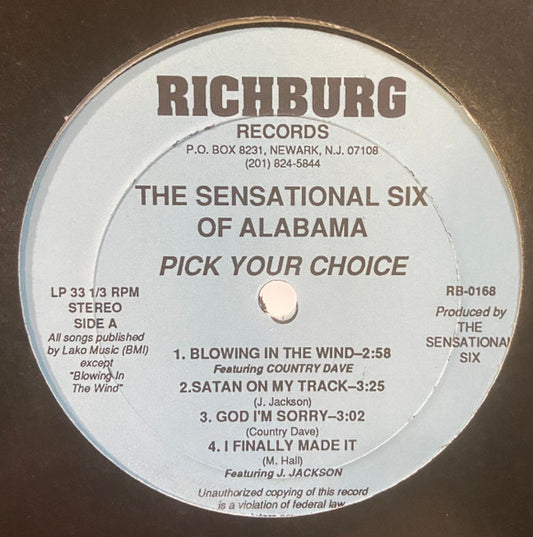 RICHBURG
RECORDS
P.O. BOX 8231, NEWARK, N.J. 07108
(201) 824-5844
THE SENSATIONAL SIX
OF ALABAMA
PICK YOUR CHOICE
LP 33 1/3 RPM
STEREO
SIDE A
All songs published
by Lako Music (BMI)
except
"Blowing In
The Wind"
RB-0168
Produced by
THE
SENSATIONAL
SIX
1. BLOWING IN THE WIND–2:58
Featuring COUNTRY DAVE
2.SATAN ON MY TRACK–3:25
(J. Jackson)
3. GOD I'M SORRY–3:02
(Country Dave)
4. I FINALLY MADE IT
(M. Hall)
Featuring J. JACKSON
Unauthorized copying of this record
is a violation of federal law